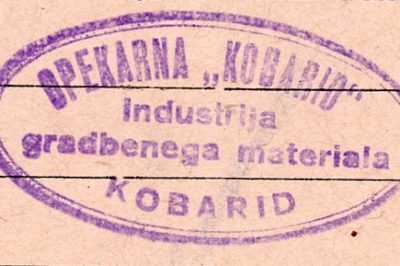 OPEKARNA „KOBARID“
Industrija
gradbenega materiala
KOBARID